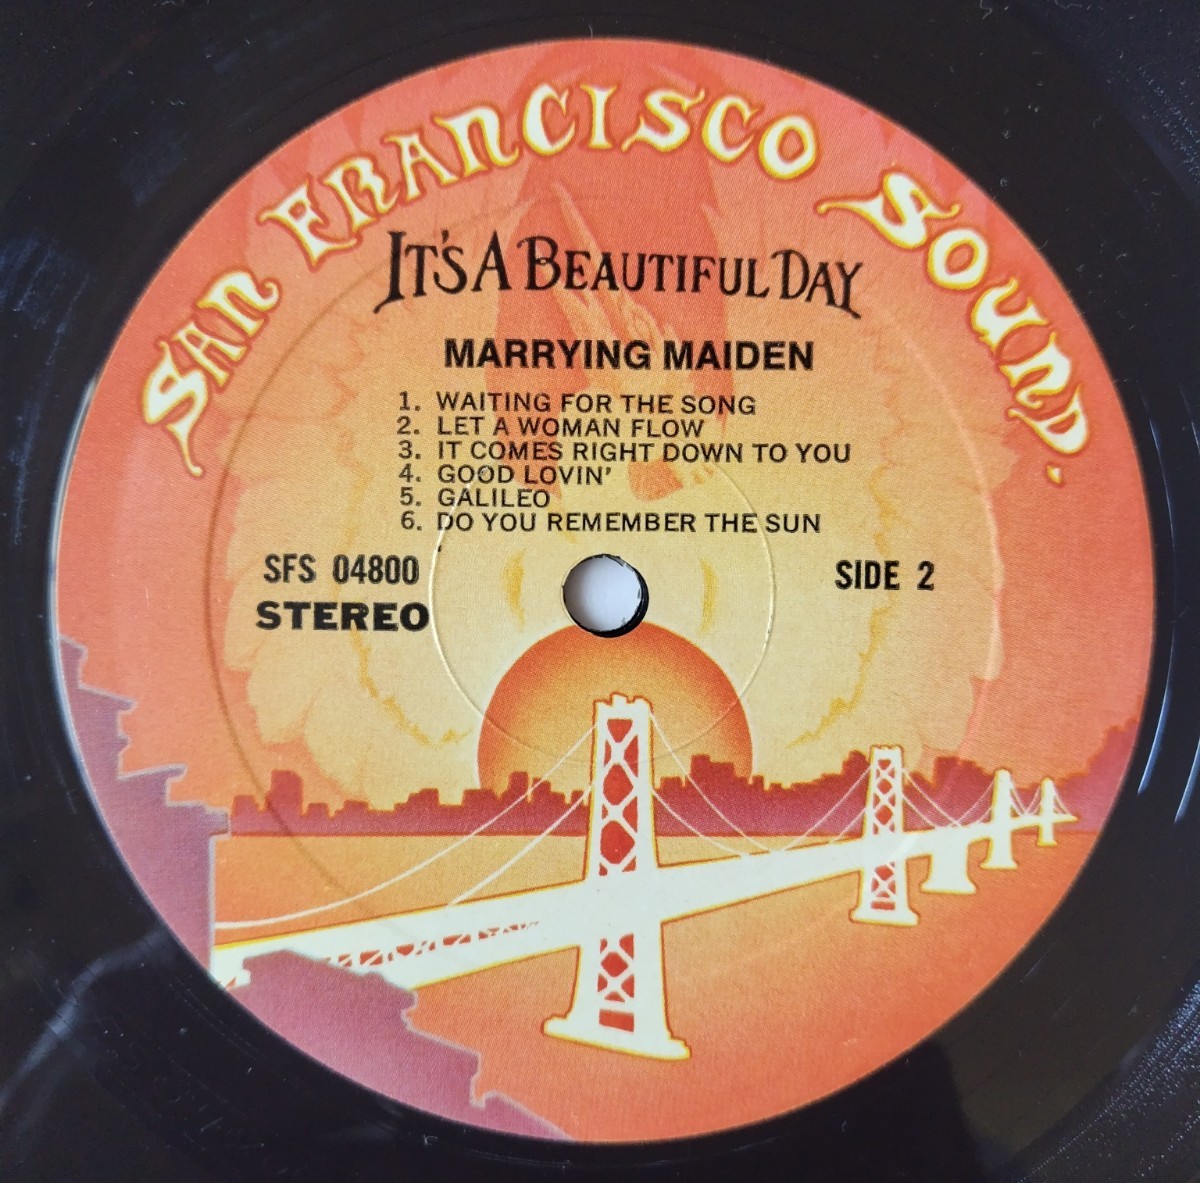 SAN FRANCISCO SOUND.
IT'S A BEAUTIFUL DAY
MARRYING MAIDEN
1. WAITING FOR THE SONG
2. LET A WOMAN FLOW
3. IT COMES RIGHT DOWN TO YOU
4. GOOD LOVIN'
5. GALILEO
6. DO YOU REMEMBER THE SUN
SFS 04800
STEREO
SIDE 2